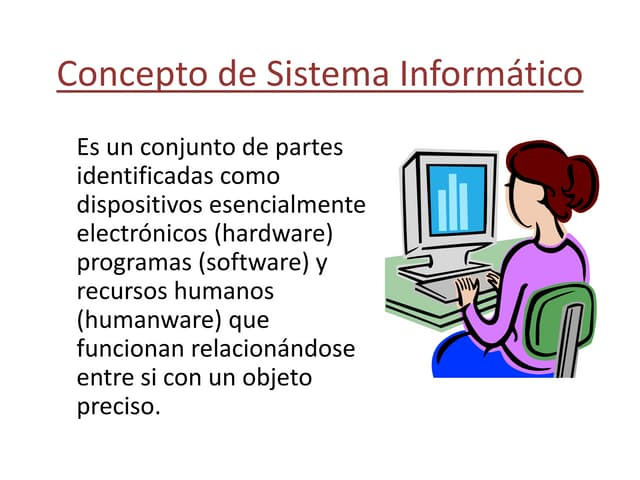 Concepto de Sistema Informático
Es un conjunto de partes
identificadas como
dispositivos esencialmente
electrónicos (hardware)
programas (software) y
recursos humanos
(humanware) que
funcionan relacionándose
entre si con un objeto
preciso.